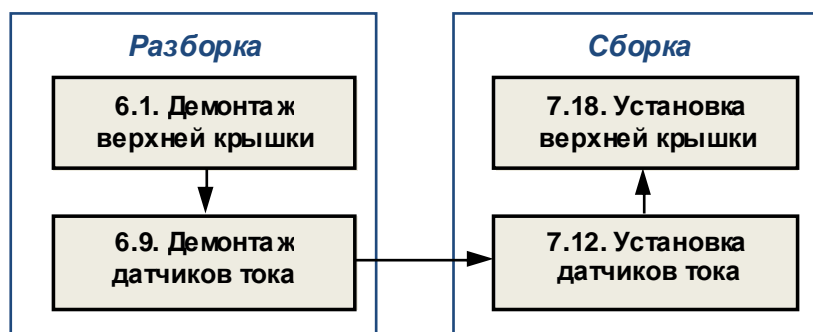 Разборка
6.1. Демонтаж
верхней крышки
6.9. Демонтаж
датчиков тока
Сборка
7.18. Установка
верхней крышки
7.12. Установка
датчиков тока